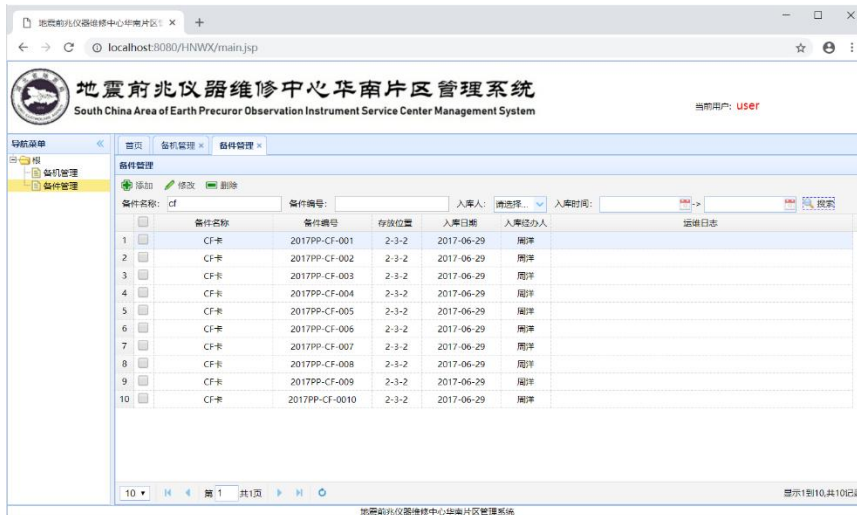 地震前兆仪器维修中心华南片区
localhost:8080/HNWX/main.jsp
地震前兆仪器维修中心华南片区管理系统
South China Area of Earth Precuror Observation Instrument Service Center Management System
当前用户: user
导航菜单
首页 备机管理 备件管理
根
备机管理
备件管理
备件管理
添加 修改 删除
备件名称: cf 备件编号: 入库人: 请选择... 入库时间: -> 搜索
备件名称 备件编号 存放位置 入库日期 入库经办人 运维日志
1 CF卡 2017PP-CF-001 2-3-2 2017-06-29 周洋
2 CF卡 2017PP-CF-002 2-3-2 2017-06-29 周洋
3 CF卡 2017PP-CF-003 2-3-2 2017-06-29 周洋
4 CF卡 2017PP-CF-004 2-3-2 2017-06-29 周洋
5 CF卡 2017PP-CF-005 2-3-2 2017-06-29 周洋
6 CF卡 2017PP-CF-006 2-3-2 2017-06-29 周洋
7 CF卡 2017PP-CF-007 2-3-2 2017-06-29 周洋
8 CF卡 2017PP-CF-008 2-3-2 2017-06-29 周洋
9 CF卡 2017PP-CF-009 2-3-2 2017-06-29 周洋
10 CF卡 2017PP-CF-0010 2-3-2 2017-06-29 周洋
10 第 1 共1页 显示1到10,共10记
地震前兆仪器维修中心华南片区管理系统